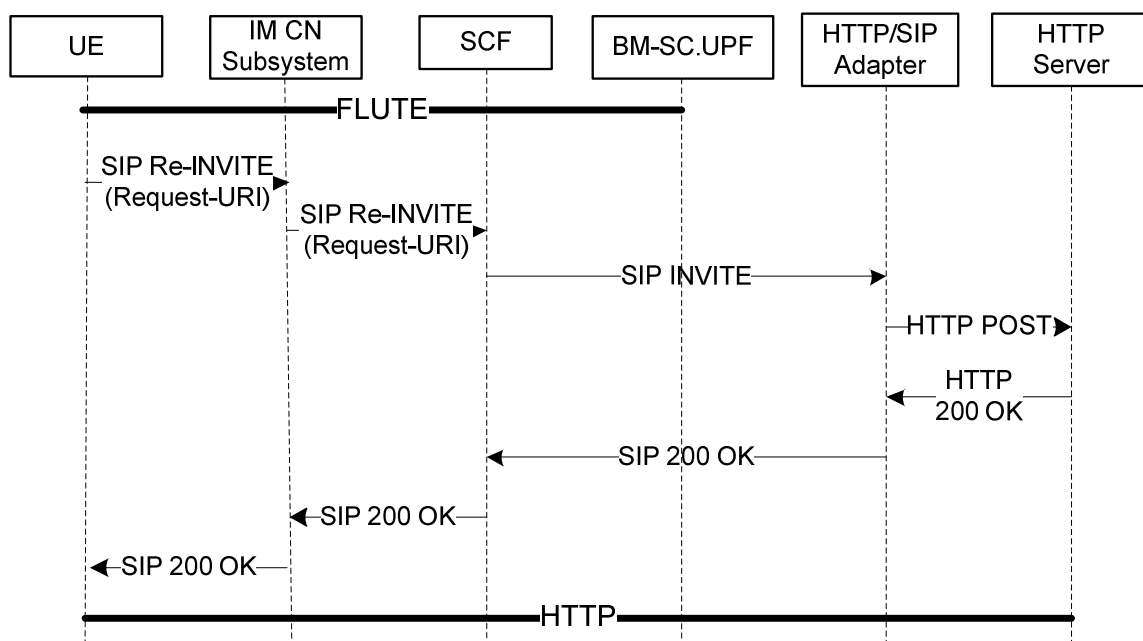 UE
IM CN
Subsystem
SCF
BM-SC.UPF
HTTP/SIP
Adapter
HTTP
Server
FLUTE
SIP Re-INVITE
(Request-URI)
SIP Re-INVITE
(Request-URI)
SIP INVITE
HTTP POST
HTTP
200 OK
SIP 200 OK
SIP 200 OK
SIP 200 OK
HTTP